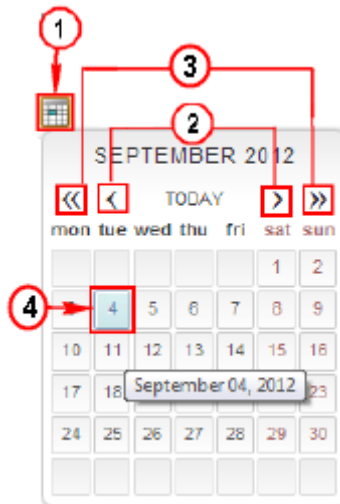 1
3
2
SEPTEMBER 2012
« ‹ TODAY › »
mon tue wed thu fri sat sun
1 2
4 4 5 6 7 8 9
10 11 12 13 14 15 16
17 18 September 04, 2012 23
24 25 26 27 28 29 30